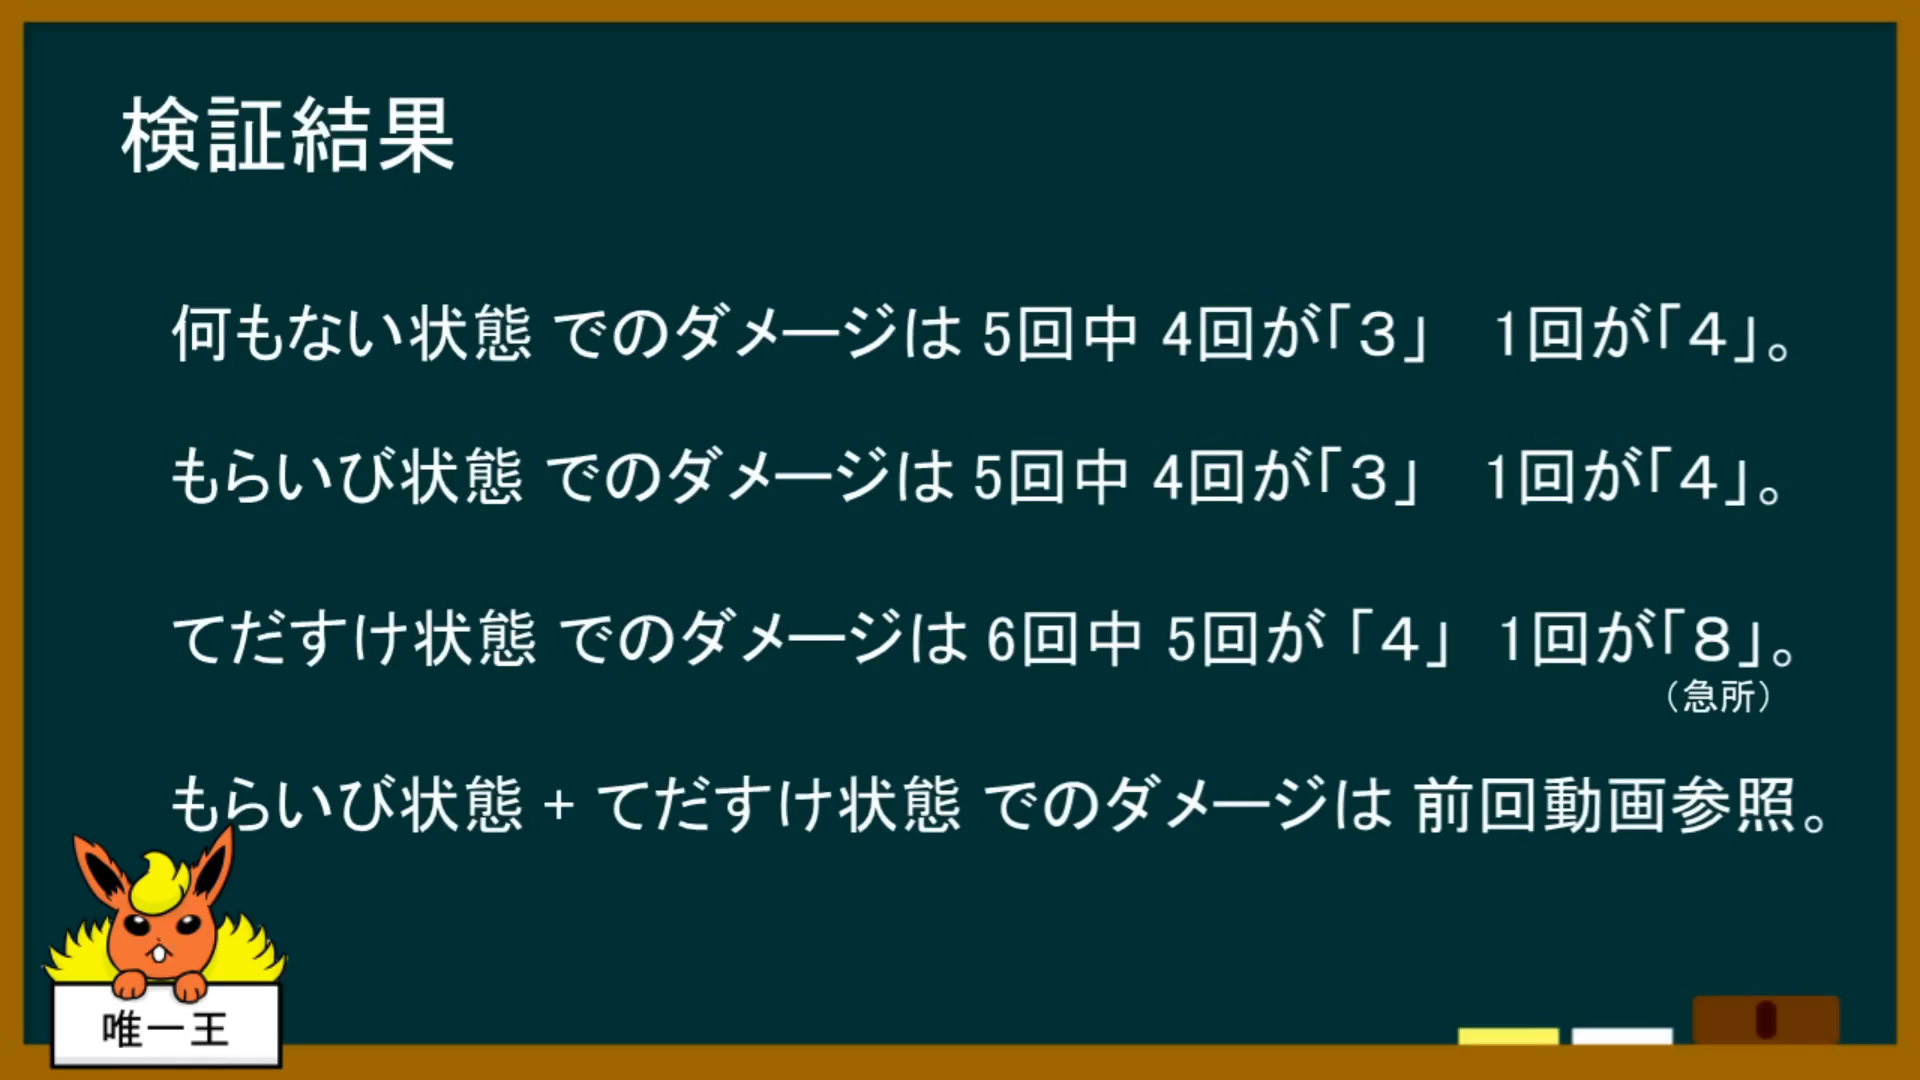 検証結果
何もない状態 でのダメージは 5回中 4回が「３」　1回が「４」。
もらいび状態 でのダメージは 5回中 4回が「３」　1回が「４」。
てだすけ状態 でのダメージは 6回中 5回が 「４」　1回が「８」。
（急所）
もらいび状態 + てだすけ状態 でのダメージは 前回動画参照。
唯一王